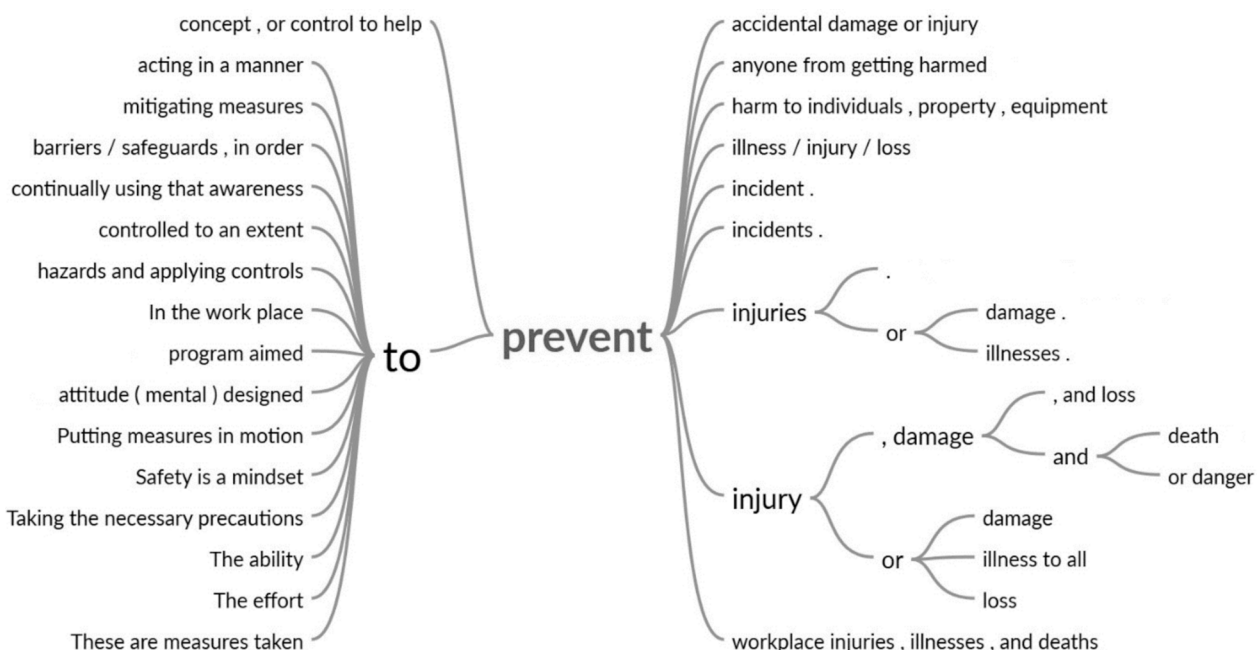 concept , or control to help
acting in a manner
mitigating measures
barriers / safeguards , in order
continually using that awareness
controlled to an extent
hazards and applying controls
In the work place
program aimed
attitude ( mental ) designed
Putting measures in motion
Safety is a mindset
Taking the necessary precautions
The ability
The effort
These are measures taken
to
prevent
accidental damage or injury
anyone from getting harmed
harm to individuals , property , equipment
illness / injury / loss
incident .
incidents .
injuries
.
or
damage .
illnesses .
injury
, damage
, and loss
and
death
or danger
or
damage
illness to all
loss
workplace injuries , illnesses , and deaths